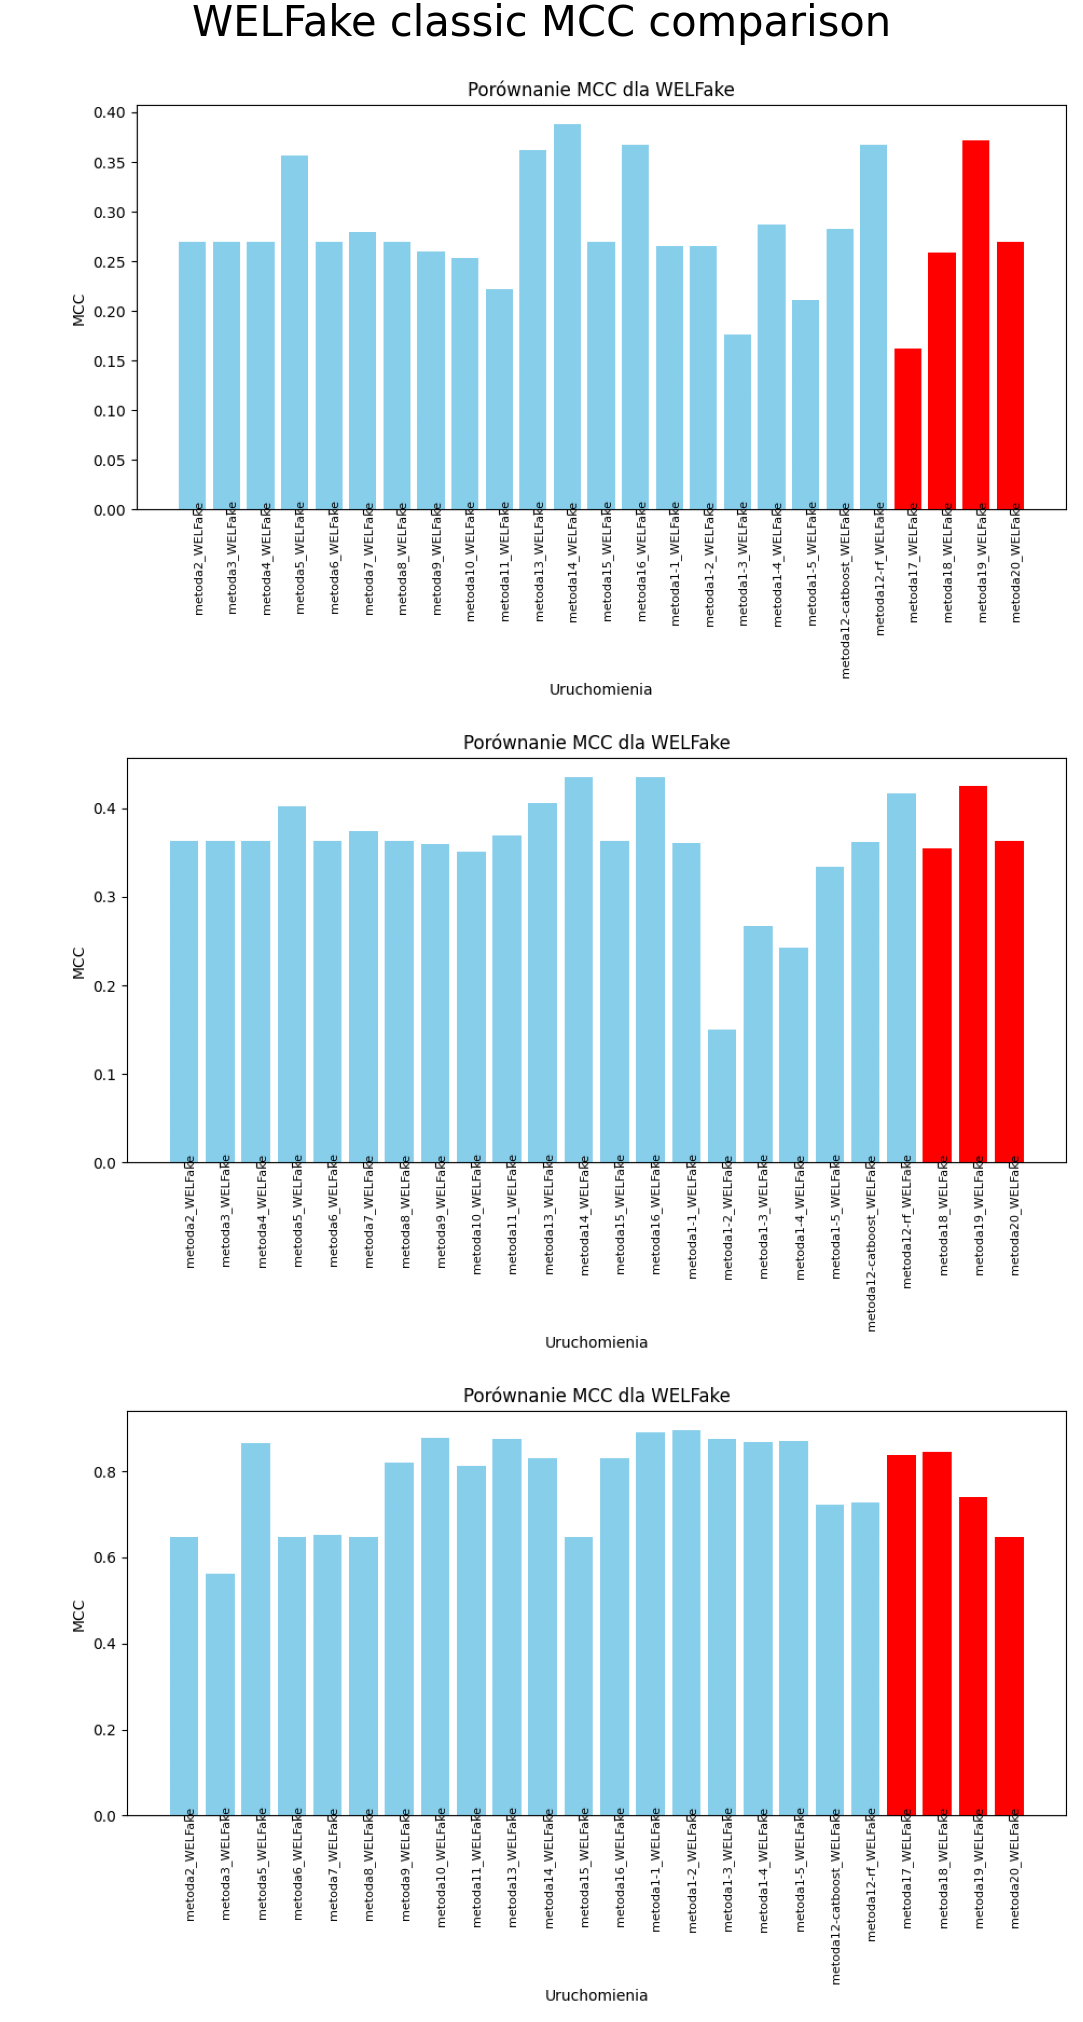 WELFake classic MCC comparison
Porównanie MCC dla WELFake
0.40
0.35
0.30
0.25
0.20
0.15
0.10
0.05
0.00
MCC
metoda2_WELFake
metoda3_WELFake
metoda4_WELFake
metoda5_WELFake
metoda6_WELFake
metoda7_WELFake
metoda8_WELFake
metoda9_WELFake
metoda10_WELFake
metoda11_WELFake
metoda13_WELFake
metoda14_WELFake
metoda15_WELFake
metoda16_WELFake
metoda1-1_WELFake
metoda1-2_WELFake
metoda1-3_WELFake
metoda1-4_WELFake
metoda1-5_WELFake
metoda12-catboost_WELFake
metoda12-rf_WELFake
metoda17_WELFake
metoda18_WELFake
metoda19_WELFake
metoda20_WELFake
Uruchomienia
Porównanie MCC dla WELFake
0.4
0.3
0.2
0.1
0.0
MCC
metoda2_WELFake
metoda3_WELFake
metoda4_WELFake
metoda5_WELFake
metoda6_WELFake
metoda7_WELFake
metoda8_WELFake
metoda9_WELFake
metoda10_WELFake
metoda11_WELFake
metoda13_WELFake
metoda14_WELFake
metoda15_WELFake
metoda16_WELFake
metoda1-1_WELFake
metoda1-2_WELFake
metoda1-3_WELFake
metoda1-4_WELFake
metoda1-5_WELFake
metoda12-catboost_WELFake
metoda12-rf_WELFake
metoda18_WELFake
metoda19_WELFake
metoda20_WELFake
Uruchomienia
Porównanie MCC dla WELFake
0.8
0.6
0.4
0.2
0.0
MCC
metoda2_WELFake
metoda3_WELFake
metoda5_WELFake
metoda6_WELFake
metoda7_WELFake
metoda8_WELFake
metoda9_WELFake
metoda10_WELFake
metoda11_WELFake
metoda13_WELFake
metoda14_WELFake
metoda15_WELFake
metoda16_WELFake
metoda1-1_WELFake
metoda1-2_WELFake
metoda1-3_WELFake
metoda1-4_WELFake
metoda1-5_WELFake
metoda12-catboost_WELFake
metoda12-rf_WELFake
metoda17_WELFake
metoda18_WELFake
metoda19_WELFake
metoda20_WELFake
Uruchomienia